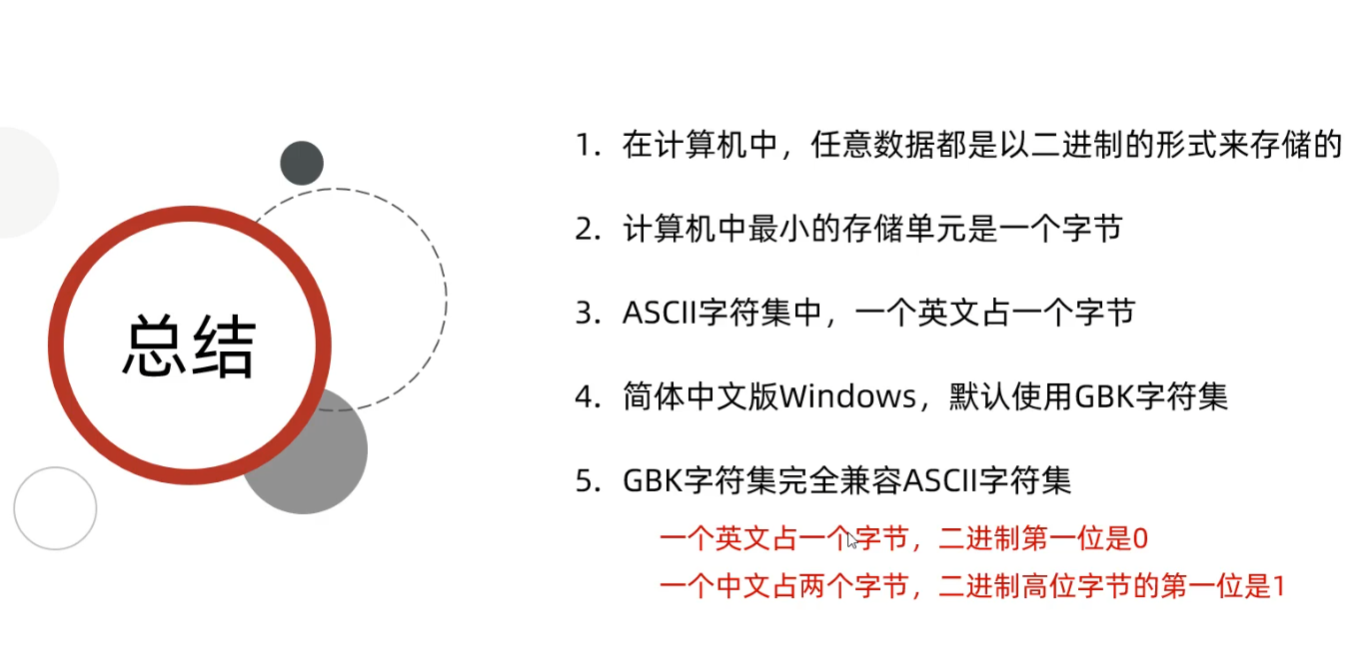 总结
1. 在计算机中，任意数据都是以二进制的形式来存储的
2. 计算机中最小的存储单元是一个字节
3. ASCII字符集中，一个英文占一个字节
4. 简体中文版Windows，默认使用GBK字符集
5. GBK字符集完全兼容ASCII字符集
一个英文占一个字节，二进制第一位是0
一个中文占两个字节，二进制高位字节的第一位是1